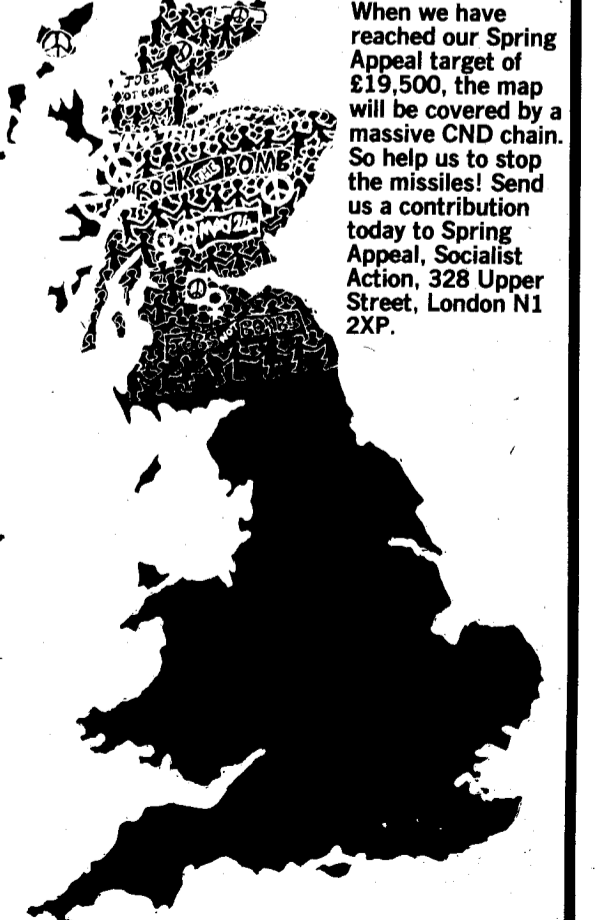 When we have
reached our Spring
Appeal target of
£19,500, the map
will be covered by a
massive CND chain.
So help us to stop
the missiles! Send
us a contribution
today to Spring
Appeal, Socialist
Action, 328 Upper
Street, London N1
2XP.
JOBS
NOT BOMBS
ROCK THE BOMB
MAY 24
NOT BOMBS